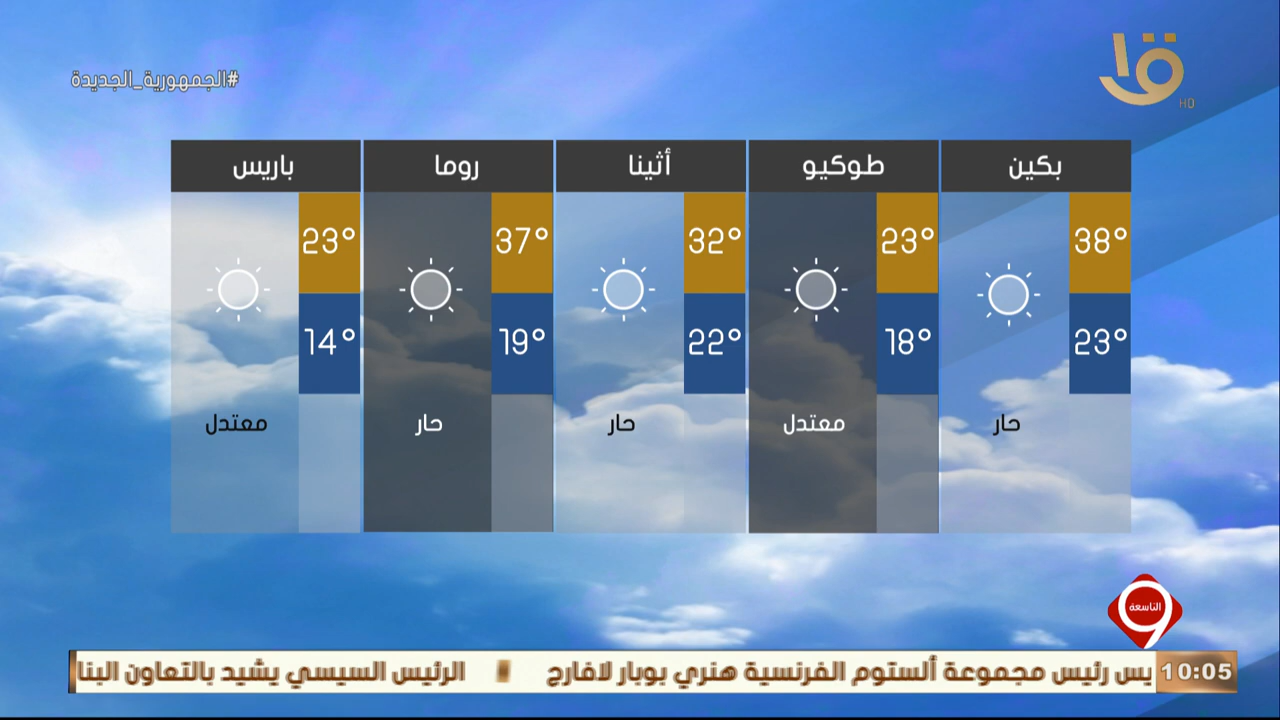 #الجمهورية_الجديدة
HD
بكين
38°
23°
حار
طوكيو
23°
18°
معتدل
أثينا
32°
22°
حار
روما
37°
19°
حار
باريس
23°
14°
معتدل
التاسعة
9
10:05
يس رئيس مجموعة ألستوم الفرنسية هنري بوبار لافارج
الرئيس السيسي يشيد بالتعاون البنا